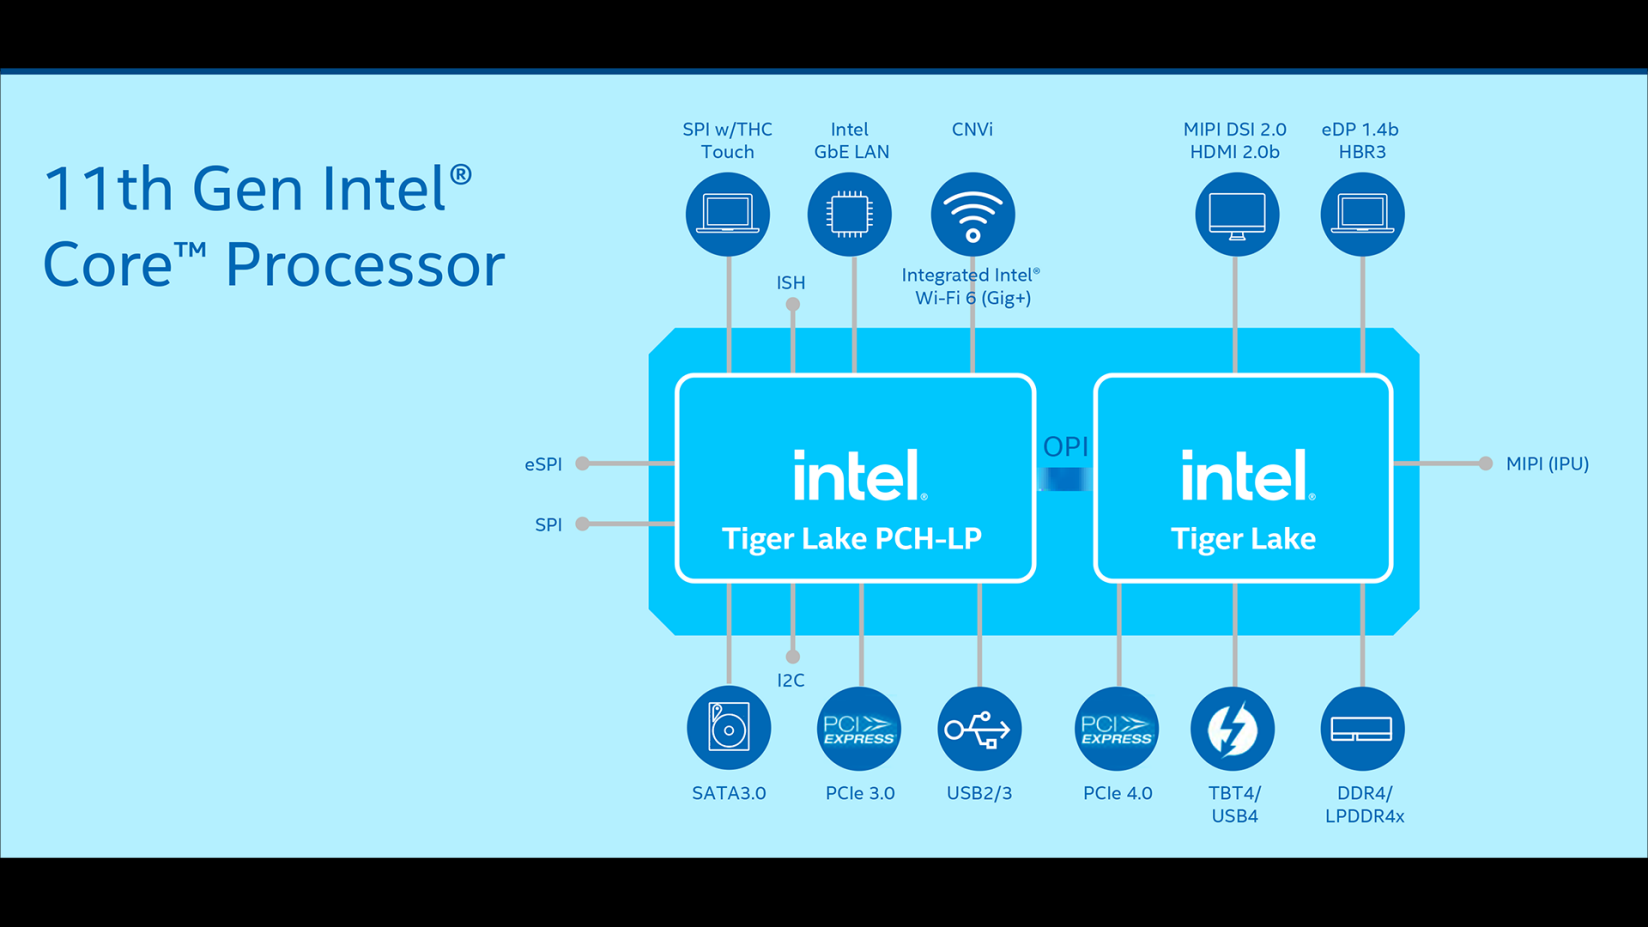 11th Gen Intel®
Core™ Processor
SPI w/THC
Touch
Intel
GbE LAN
CNVi
MIPI DSI 2.0
HDMI 2.0b
eDP 1.4b
HBR3
ISH
Integrated Intel®
Wi-Fi 6 (Gig+)
eSPI
SPI
intel®
Tiger Lake PCH-LP
OPI
intel®
Tiger Lake
MIPI (IPU)
I2C
PCI
EXPRESS®
PCI
EXPRESS®
SATA3.0
PCIe 3.0
USB2/3
PCIe 4.0
TBT4/
USB4
DDR4/
LPDDR4x